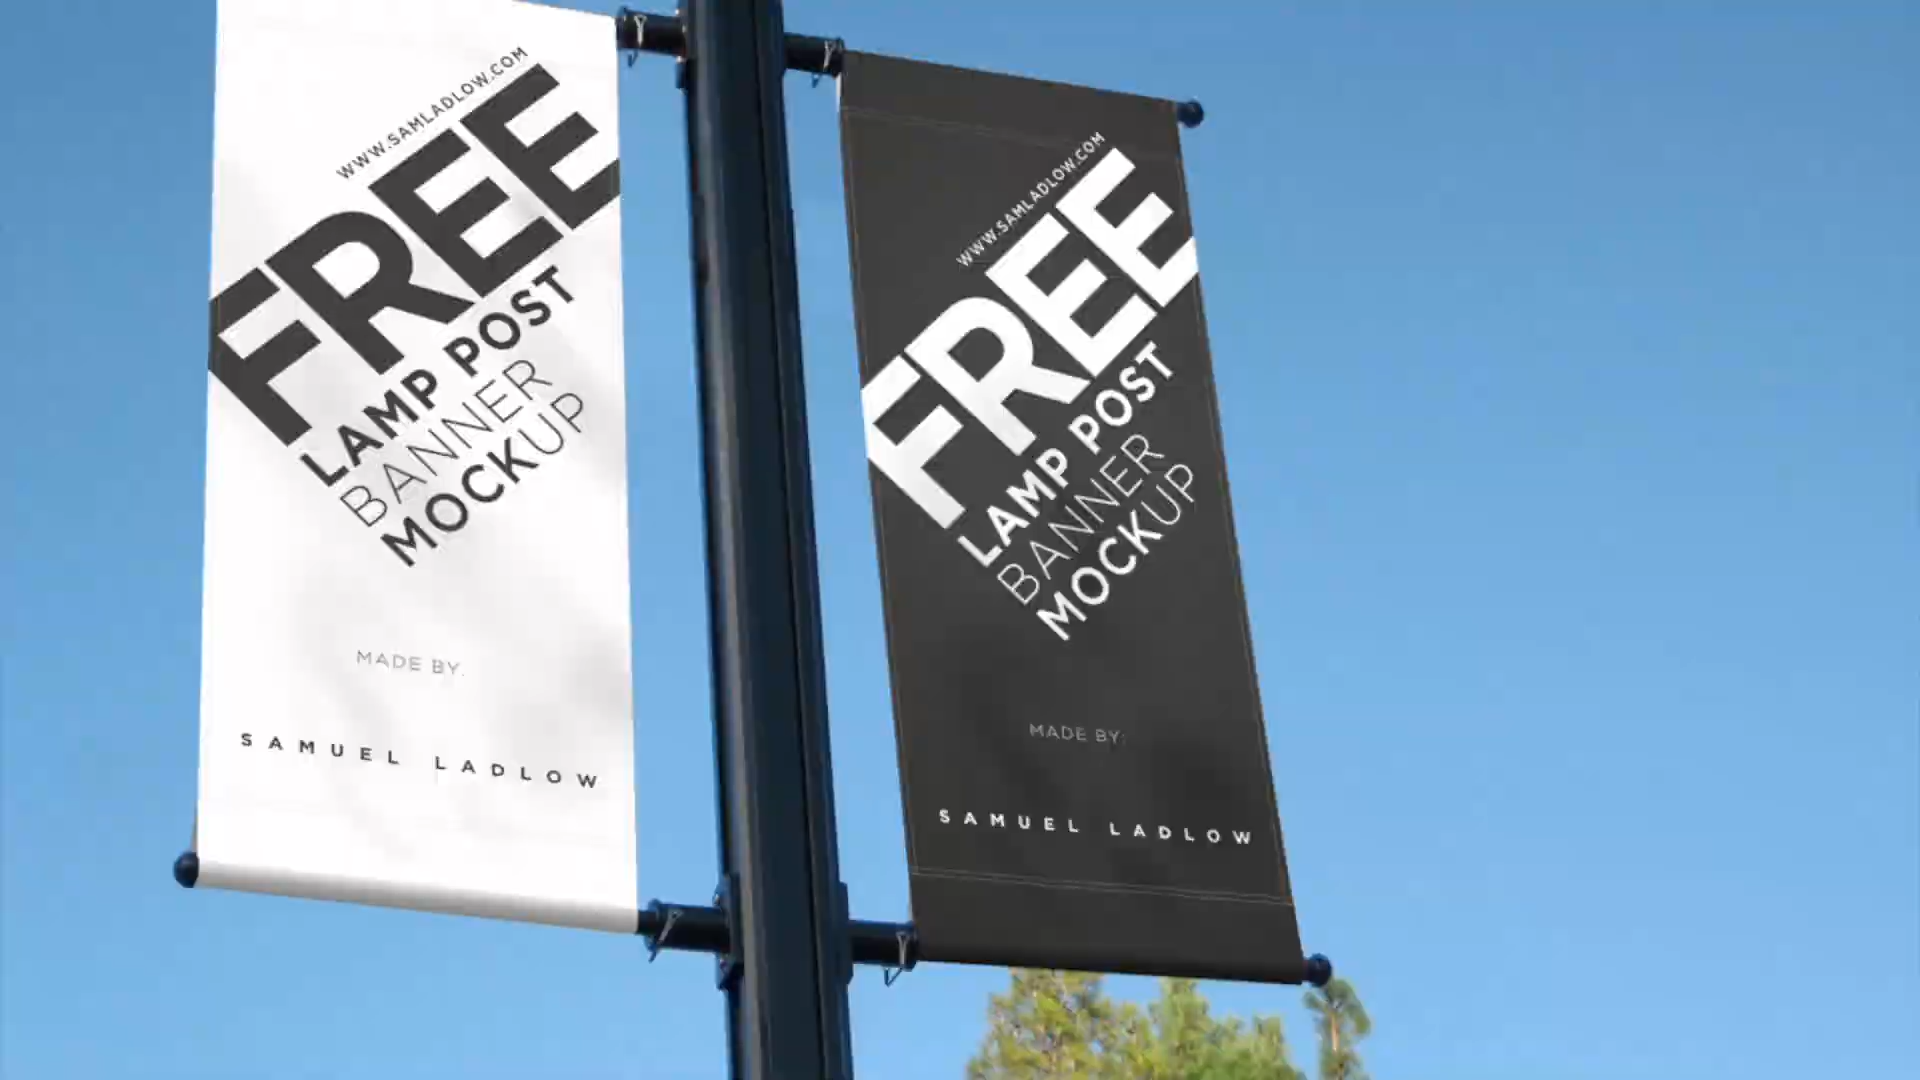 WWW.SAMLADLOW.COM
FREE
LAMP POST
BANNER
MOCKUP
MADE BY:
SAMUEL LADLOW
WWW.SAMLADLOW.COM
FREE
LAMP POST
BANNER
MOCKUP
MADE BY:
SAMUEL LADLOW